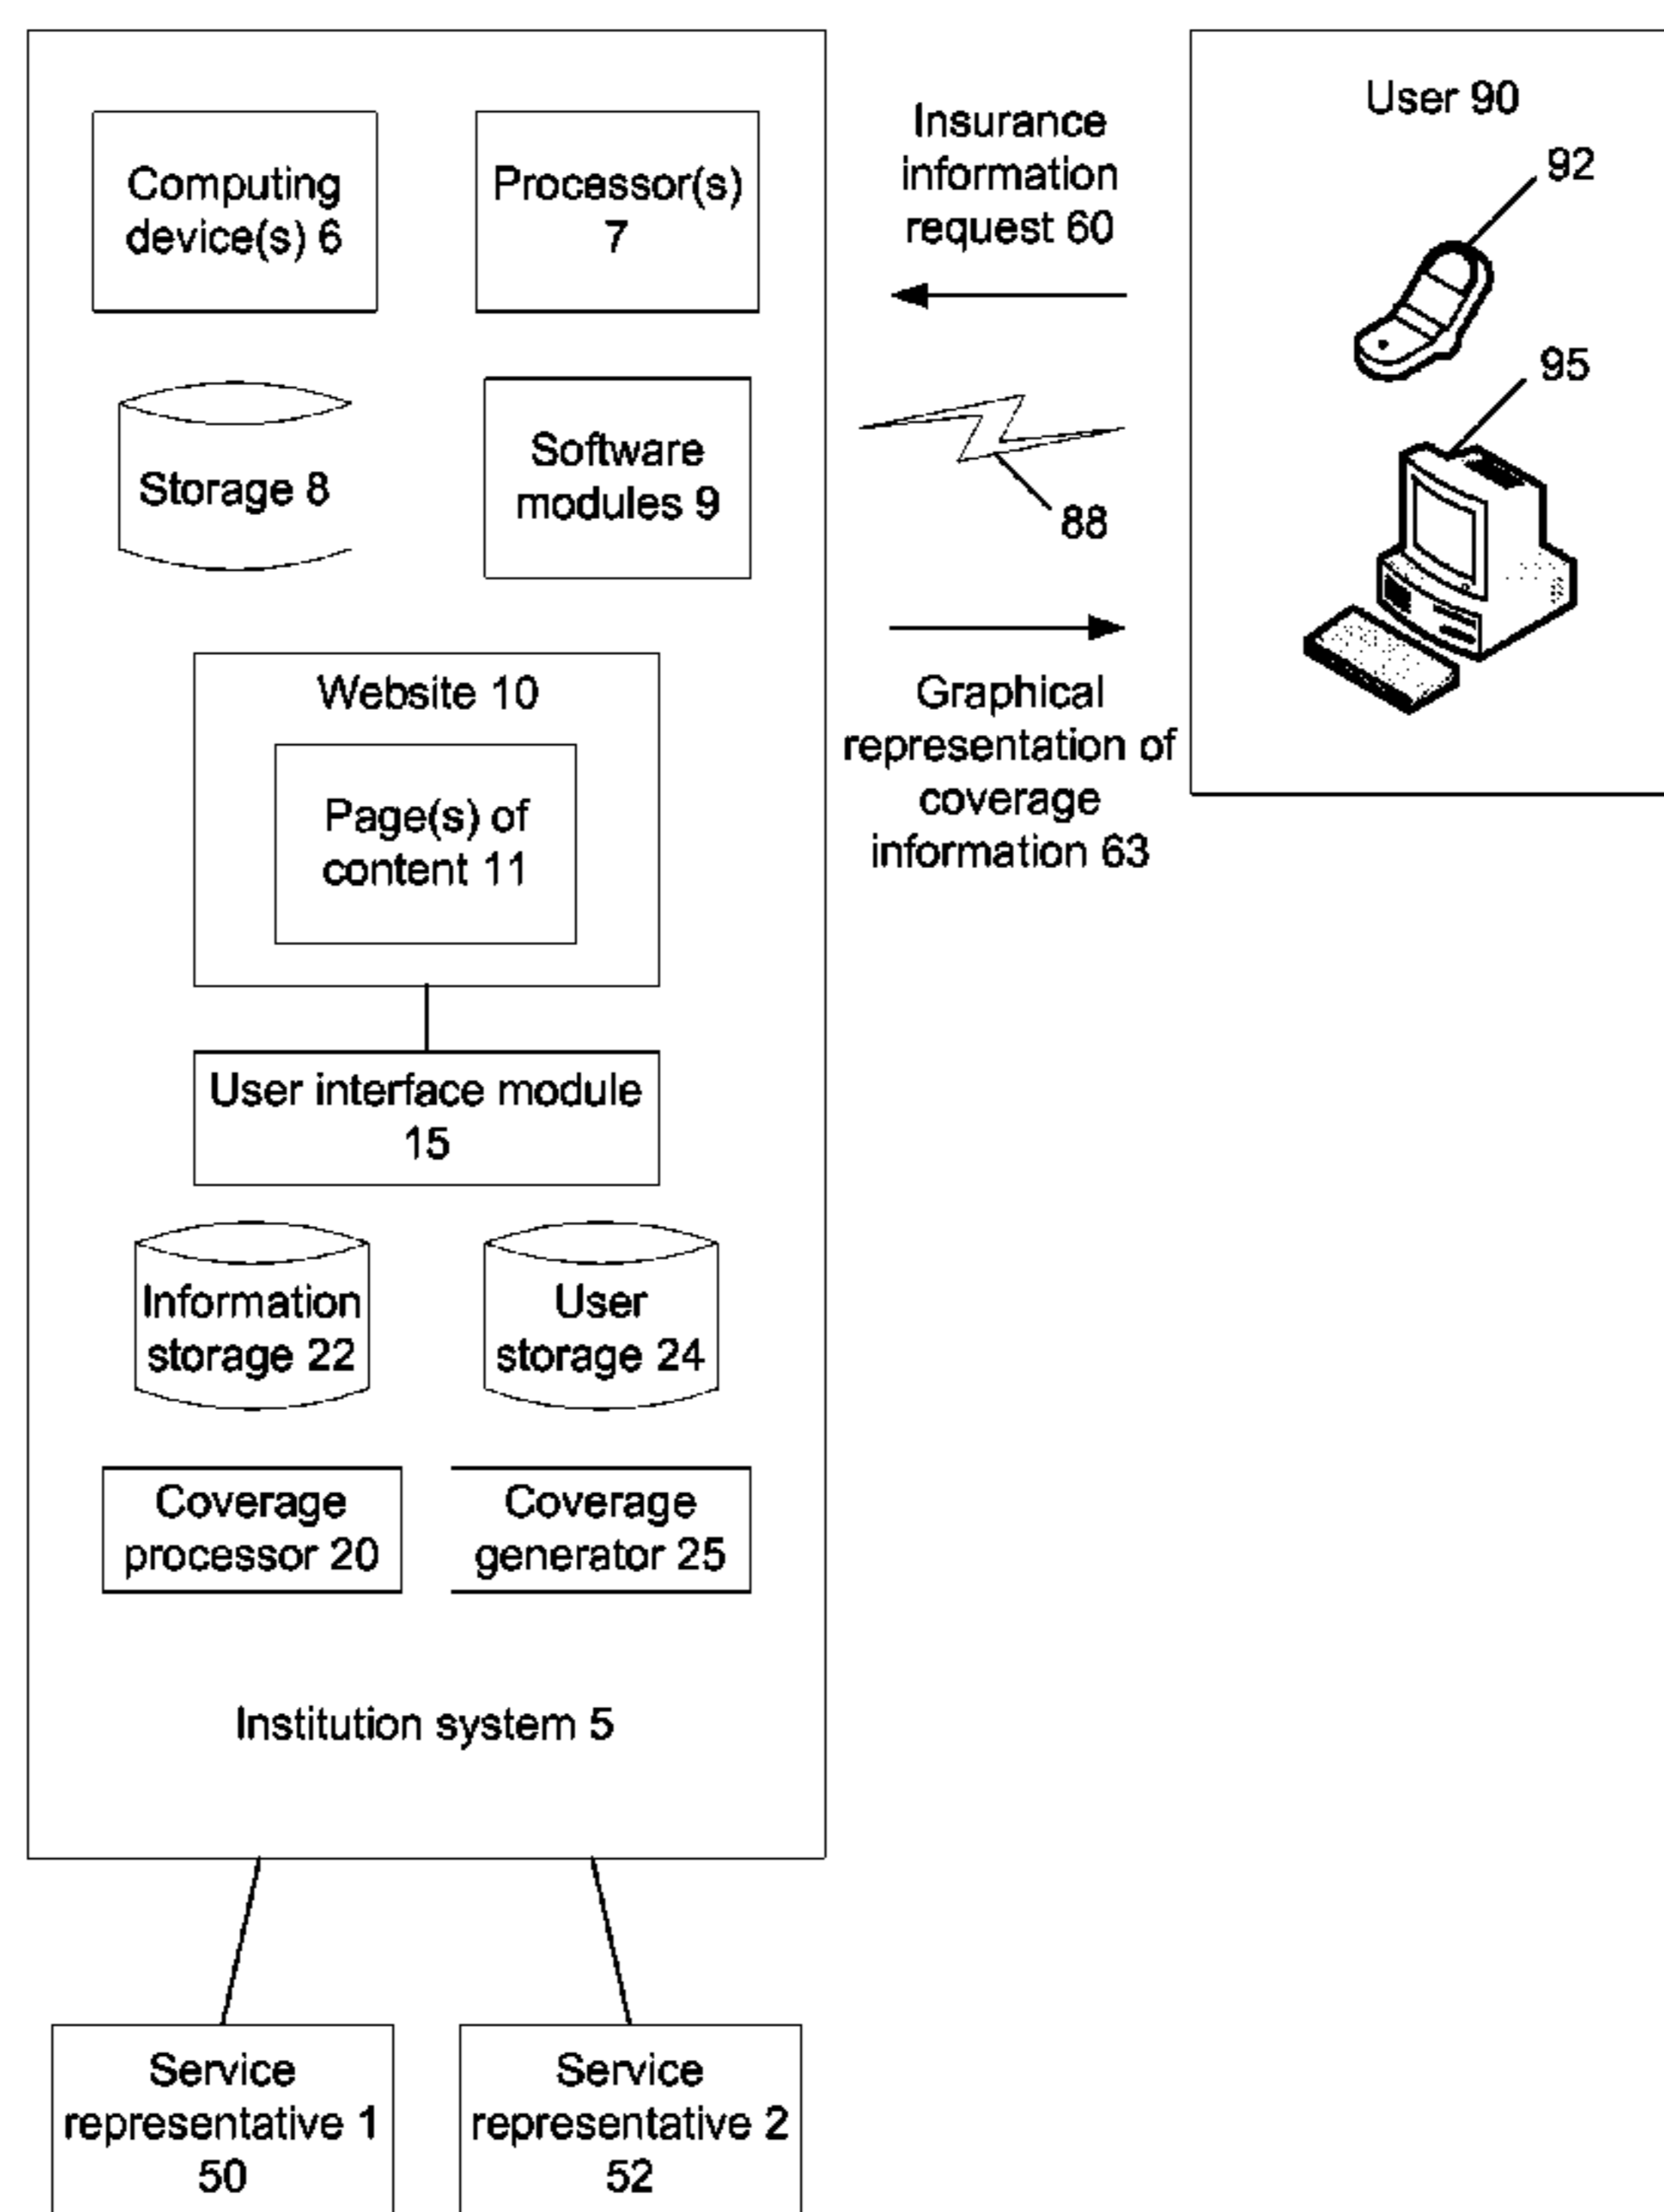 Computing
device(s) 6
Processor(s)
7
Storage 8
Software
modules 9
Website 10
Page(s) of
content 11
User interface module
15
Information
storage 22
User
storage 24
Coverage
processor 20
Coverage
generator 25
Institution system 5
Service
representative 1
50
Service
representative 2
52
Insurance
information
request 60
88
Graphical
representation of
coverage
information 63
User 90
92
95